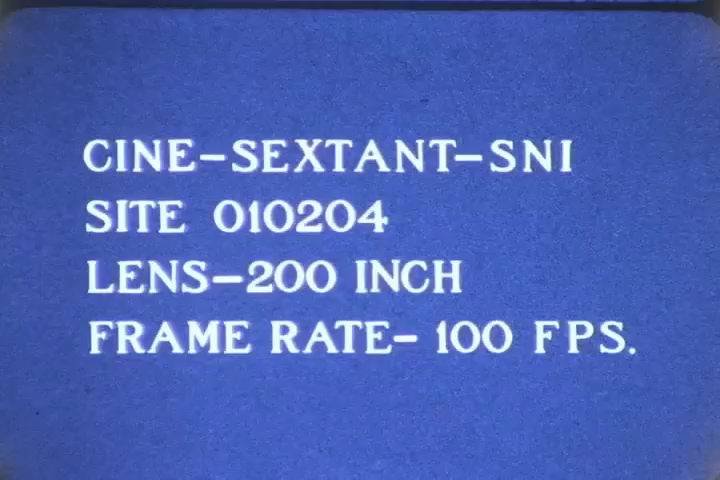 CINE-SEXTANT-SNI
SITE 010204
LENS-200 INCH
FRAME RATE- 100 FPS.